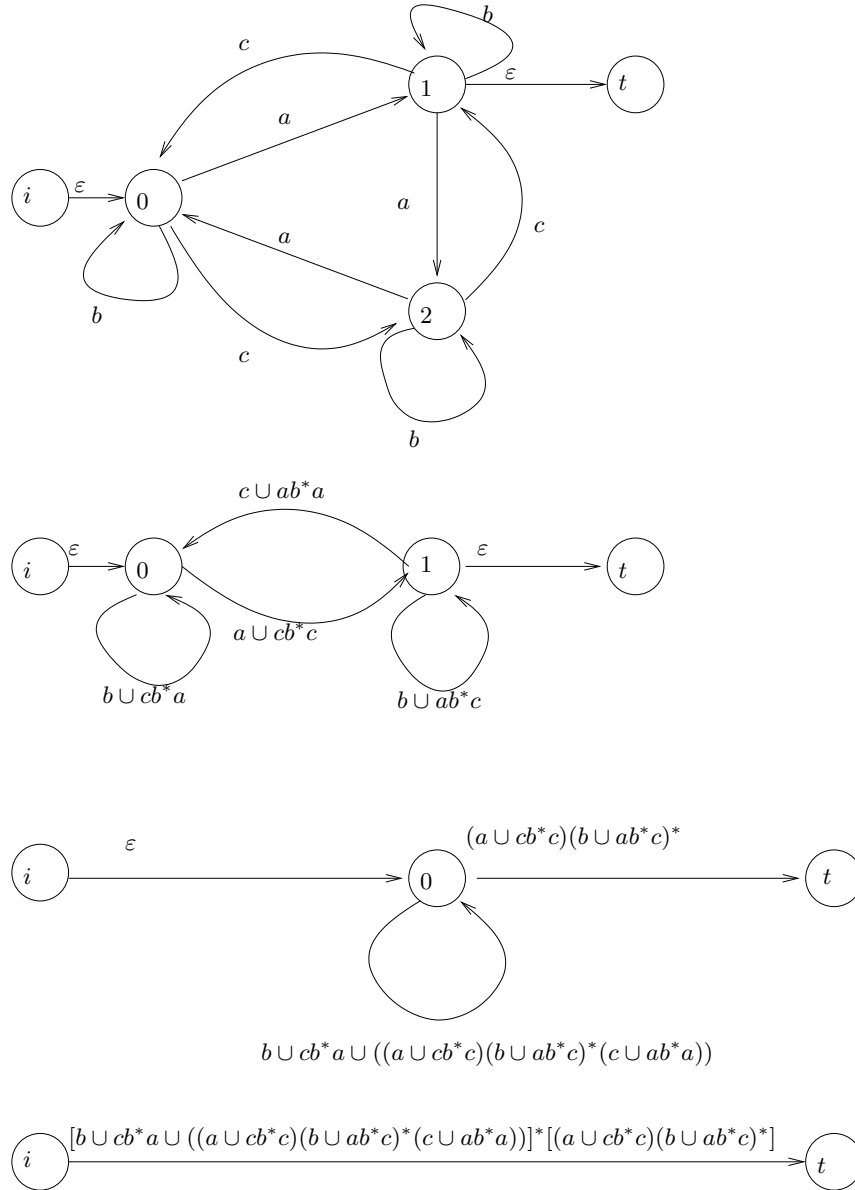 b
c
1
ε
t
a
i
ε
0
a
c
a
b
2
c
b
c ∪ ab*a
i
ε
0
1
ε
t
a ∪ cb*c
b ∪ cb*a
b ∪ ab*c
ε
(a ∪ cb*c)(b ∪ ab*c)*
i
0
t
b ∪ cb*a ∪ ((a ∪ cb*c)(b ∪ ab*c)*(c ∪ ab*a))
[b ∪ cb*a ∪ ((a ∪ cb*c)(b ∪ ab*c)*(c ∪ ab*a))]*[(a ∪ cb*c)(b ∪ ab*c)*]
i
t